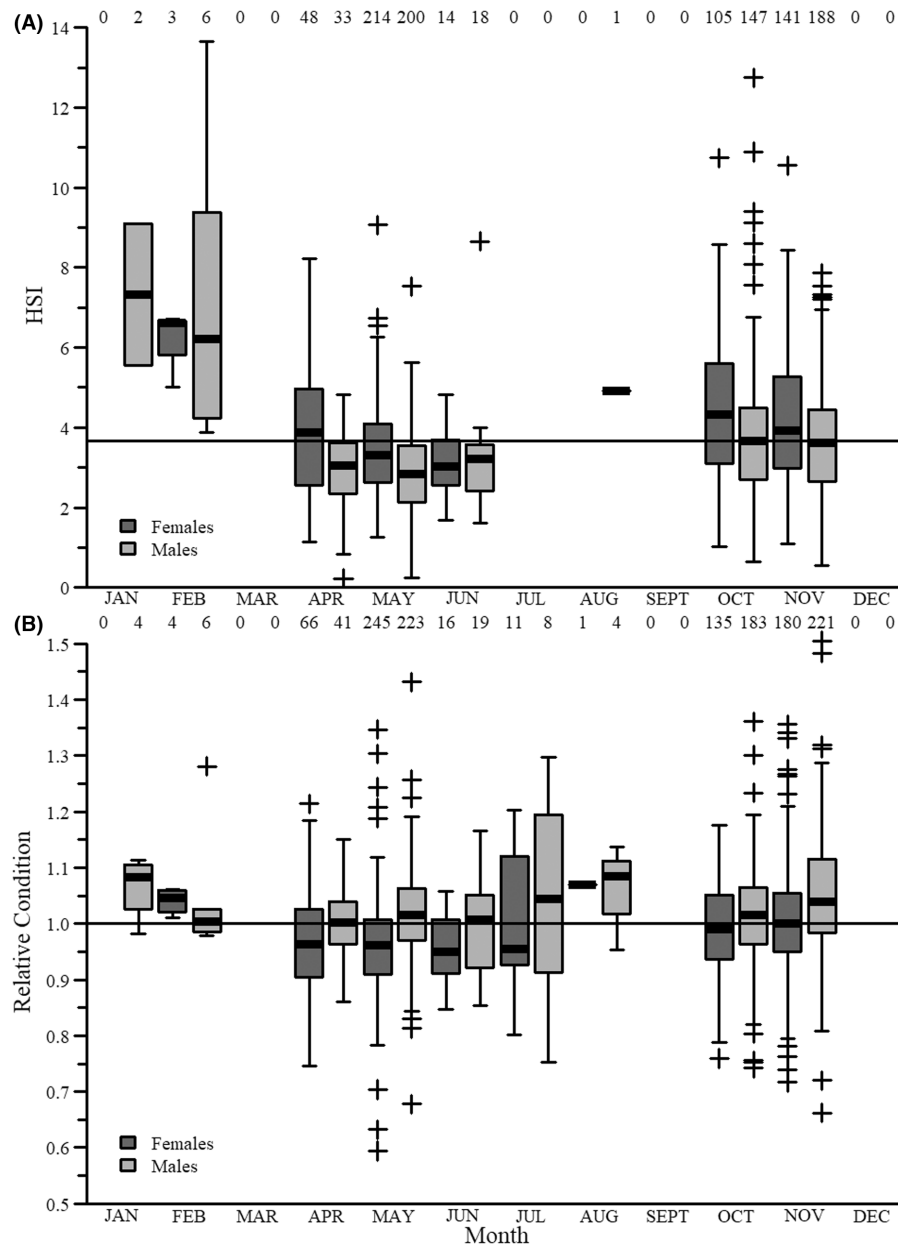 (A)
0 2 3 6 0 0 48 33 214 200 14 18 0 0 0 1 0 0 105 147 141 188 0 0
14
12
10
8
6
4
2
0
HSI
Females
Males
JAN FEB MAR APR MAY JUN JUL AUG SEPT OCT NOV DEC
(B)
0 4 4 6 0 0 66 41 245 223 16 19 11 8 1 4 0 0 135 183 180 221 0 0
1.5
1.4
1.3
1.2
1.1
1.0
0.9
0.8
0.7
0.6
0.5
Relative Condition
Females
Males
JAN FEB MAR APR MAY JUN JUL AUG SEPT OCT NOV DEC
Month